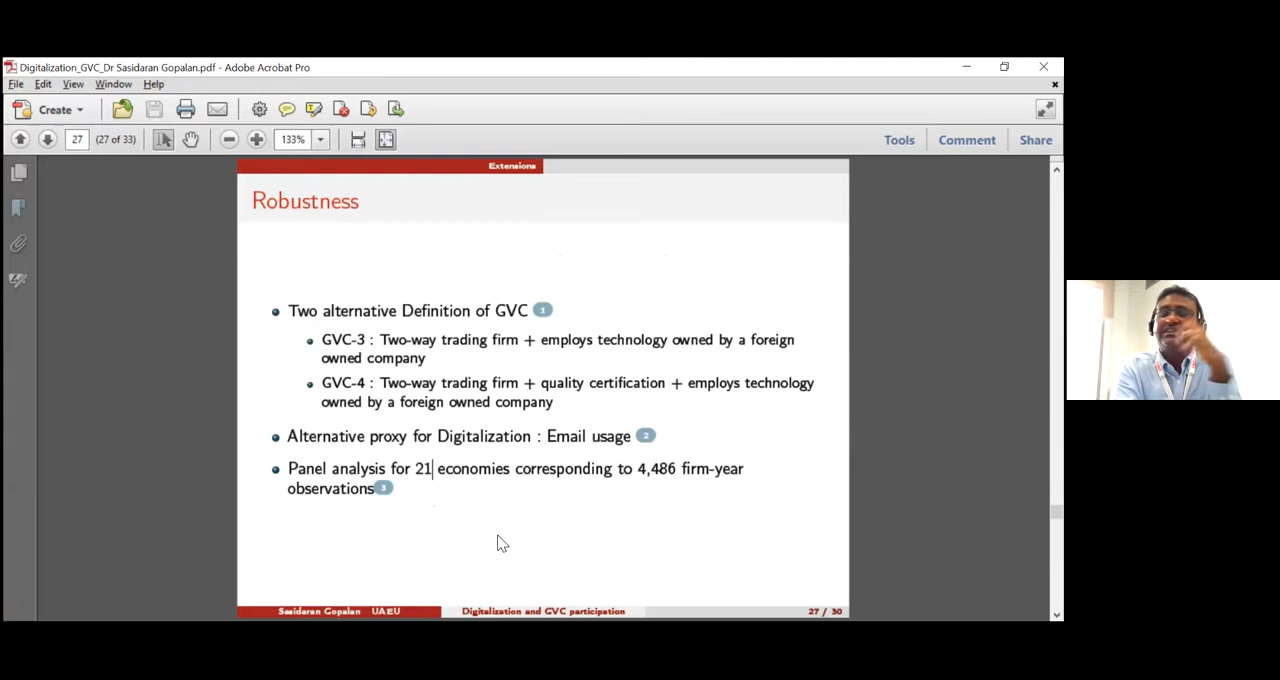 Digitalization_GVC_Dr Sasidaran Gopalan.pdf - Adobe Acrobat Pro
File Edit View Window Help
Create
27 (27 of 33) 133% Tools Comment Share
Extensions
Robustness
Two alternative Definition of GVC 1
GVC-3 : Two-way trading firm + employs technology owned by a foreign
owned company
GVC-4 : Two-way trading firm + quality certification + employs technology
owned by a foreign owned company
Alternative proxy for Digitalization : Email usage 2
Panel analysis for 21 economies corresponding to 4,486 firm-year
observations 3
Sasidaran Gopalan UAEU Digitalization and GVC participation 27 / 30